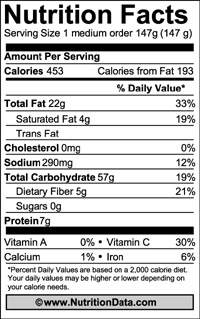 Nutrition Facts
Serving Size 1 medium order 147g (147 g)
Amount Per Serving
Calories 453 Calories from Fat 193
% Daily Value*
Total Fat 22g 33%
Saturated Fat 4g 19%
Trans Fat
Cholesterol 0mg 0%
Sodium 290mg 12%
Total Carbohydrate 57g 19%
Dietary Fiber 5g 21%
Sugars 0g
Protein 7g
Vitamin A 0% • Vitamin C 30%
Calcium 1% • Iron 6%
*Percent Daily Values are based on a 2,000 calorie diet.
Your daily values may be higher or lower depending on
your calorie needs.
©www.NutritionData.com